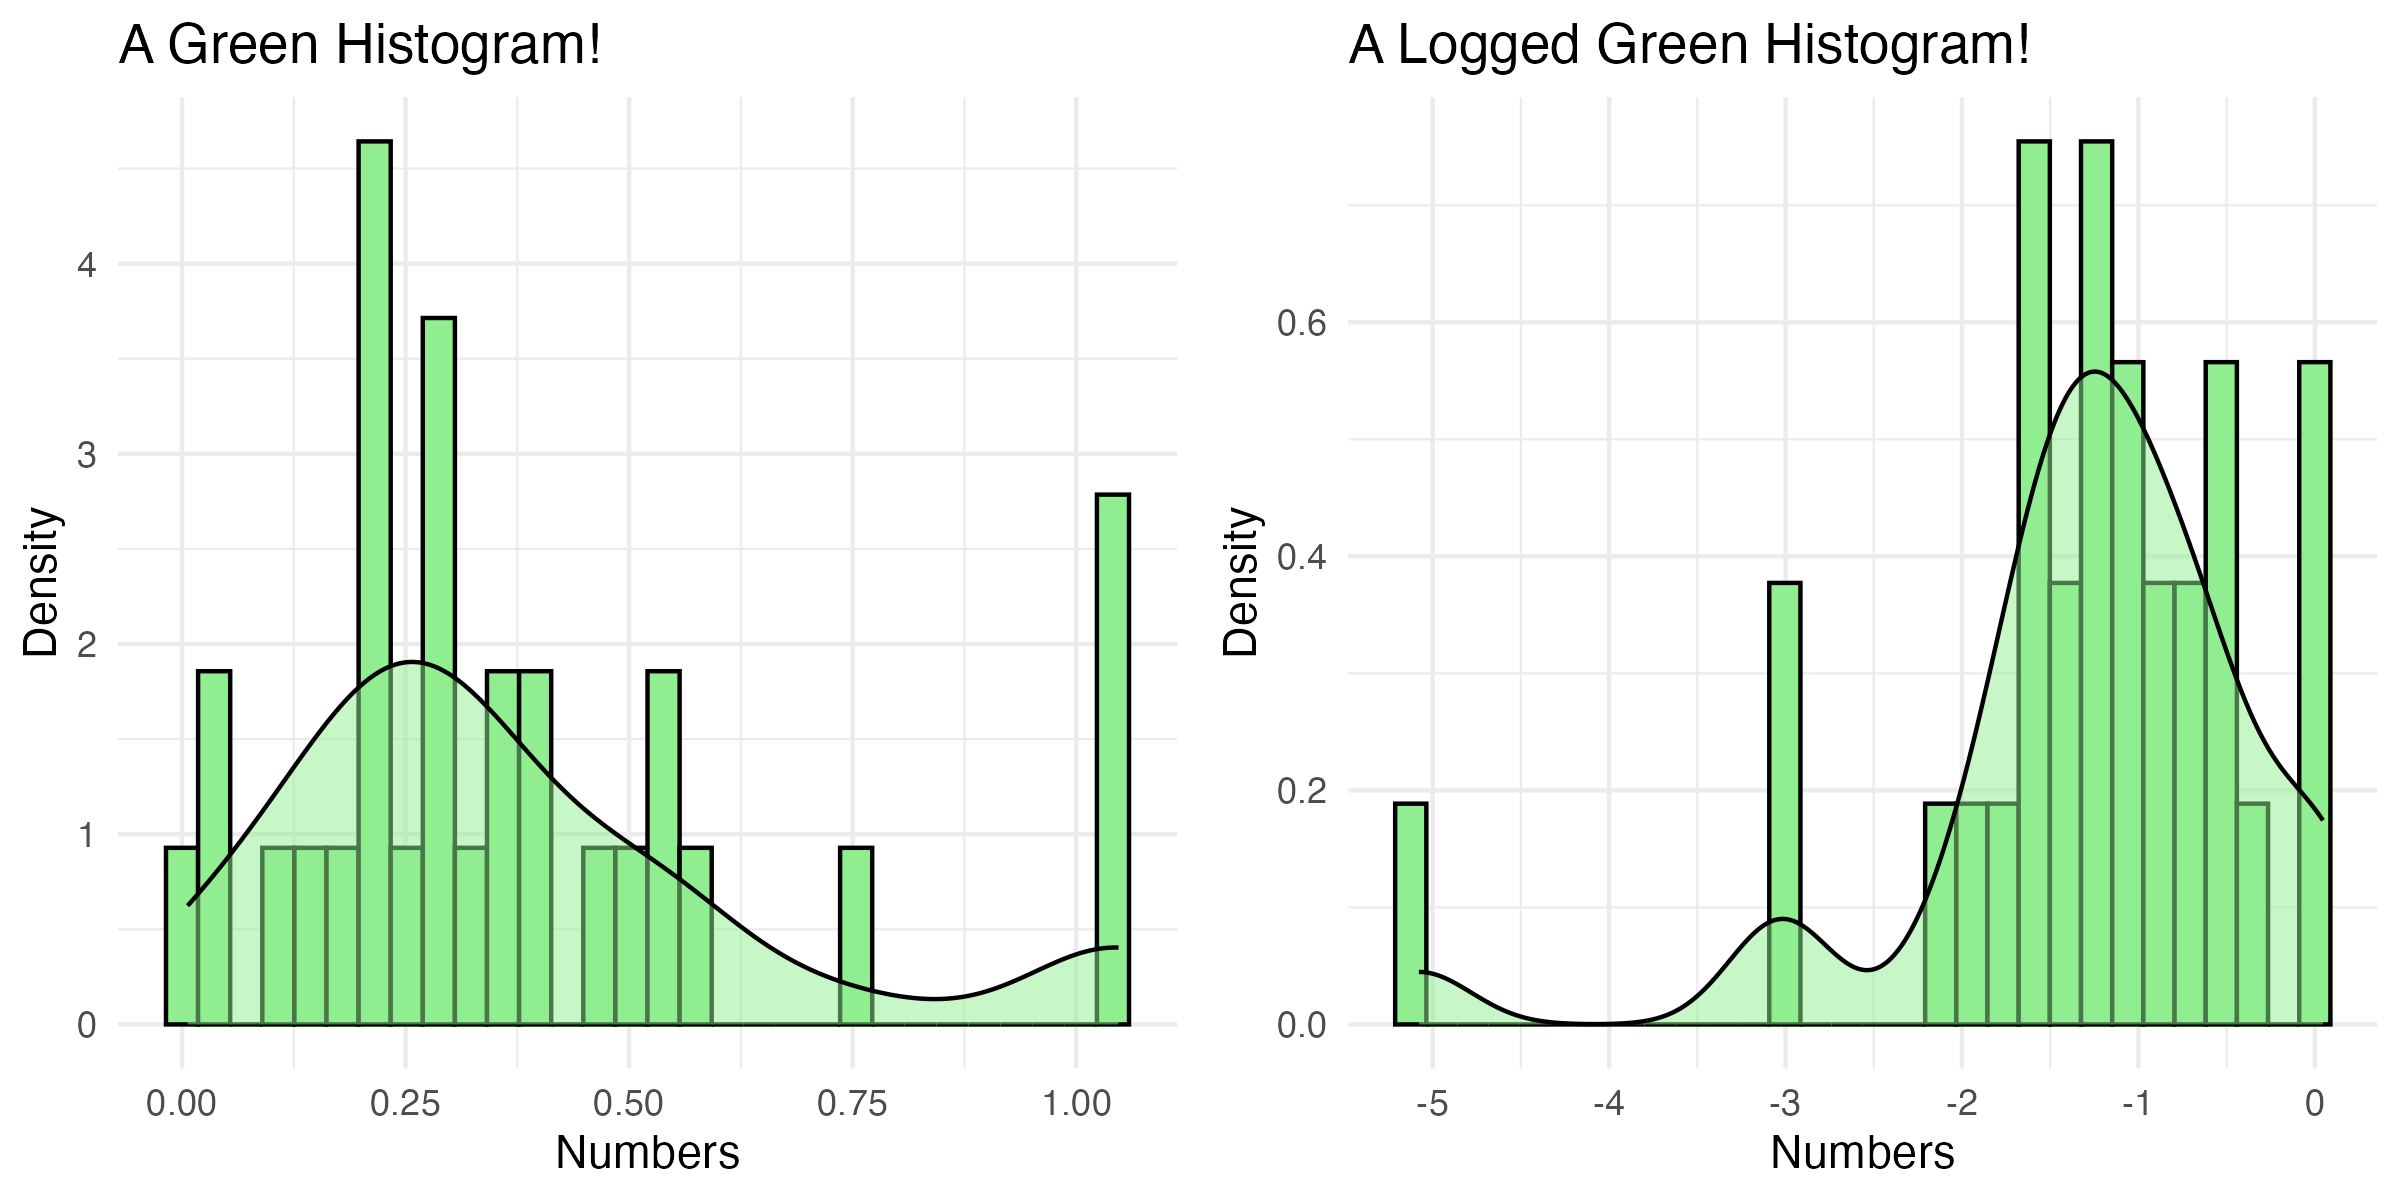 A Green Histogram!
Density
4
3
2
1
0
0.00 0.25 0.50 0.75 1.00
Numbers
A Logged Green Histogram!
Density
0.6
0.4
0.2
0.0
-5 -4 -3 -2 -1 0
Numbers